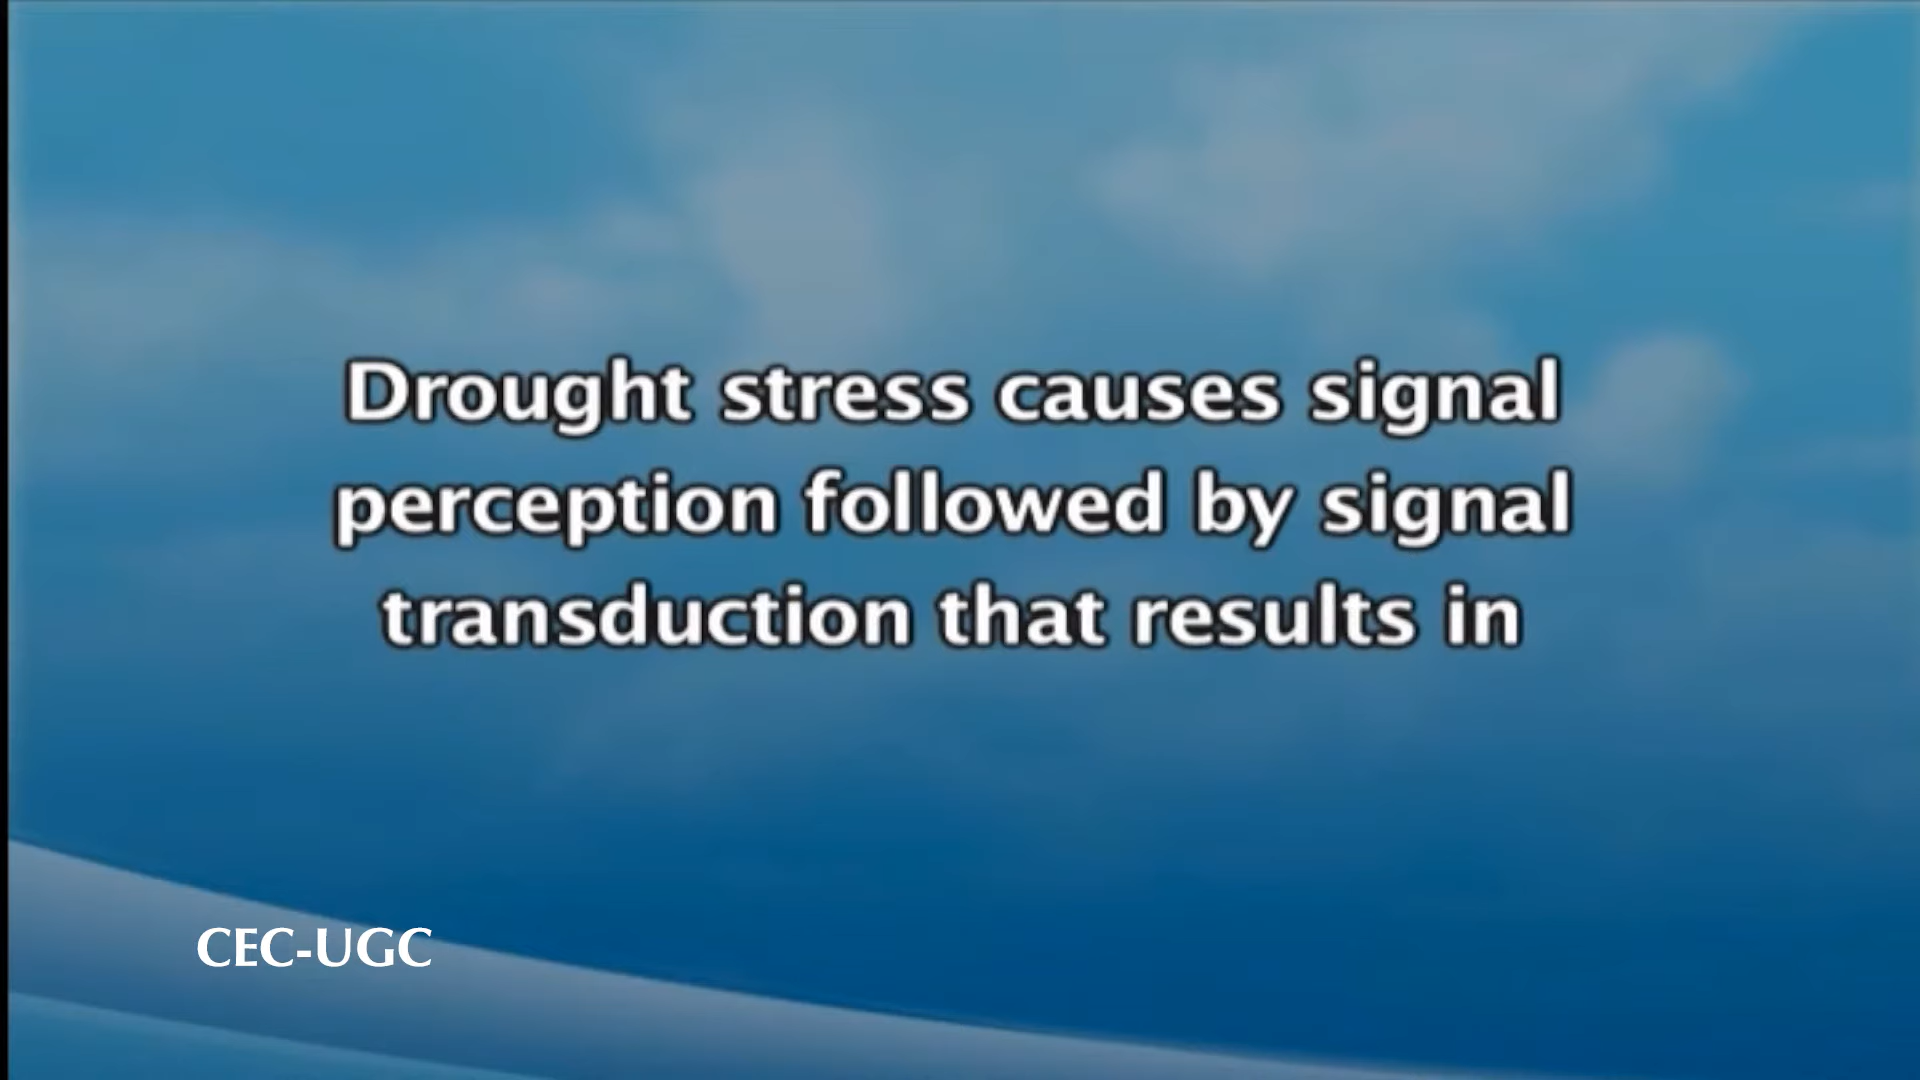 Drought stress causes signal
perception followed by signal
transduction that results in
CEC-UGC